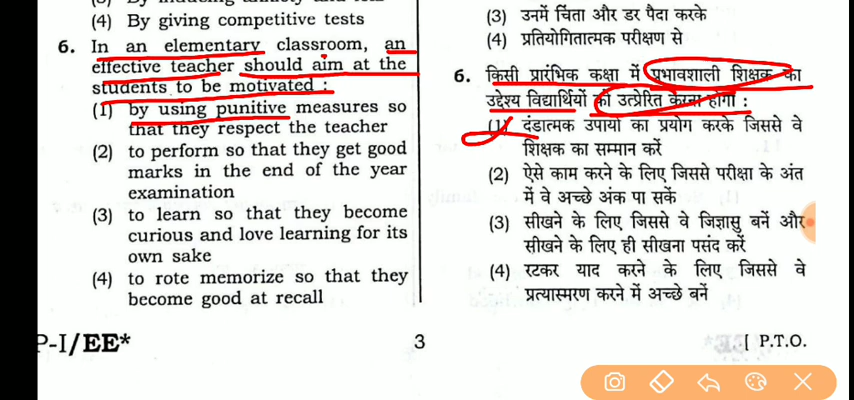 (4) By giving competitive tests
6. In an elementary classroom, an
effective teacher should aim at the
students to be motivated :
(1) by using punitive measures so
that they respect the teacher
(2) to perform so that they get good
marks in the end of the year
examination
(3) to learn so that they become
curious and love learning for its
own sake
(4) to rote memorize so that they
become good at recall
(3) उनमें चिंता और डर पैदा करके
(4) प्रतियोगितात्मक परीक्षण से
6. किसी प्रारंभिक कक्षा में प्रभावशाली शिक्षक का
उद्देश्य विद्यार्थियों को उत्प्रेरित करना होगा :
(1) दंडात्मक उपायों का प्रयोग करके जिससे वे
शिक्षक का सम्मान करें
(2) ऐसे काम करने के लिए जिससे परीक्षा के अंत
में वे अच्छे अंक पा सकें
(3) सीखने के लिए जिससे वे जिज्ञासु बनें और
सीखने के लिए ही सीखना पसंद करें
(4) रटकर याद करने के लिए जिससे वे
प्रत्यास्मरण करने में अच्छे बनें
P-I/EE*
3
[ P.T.O.